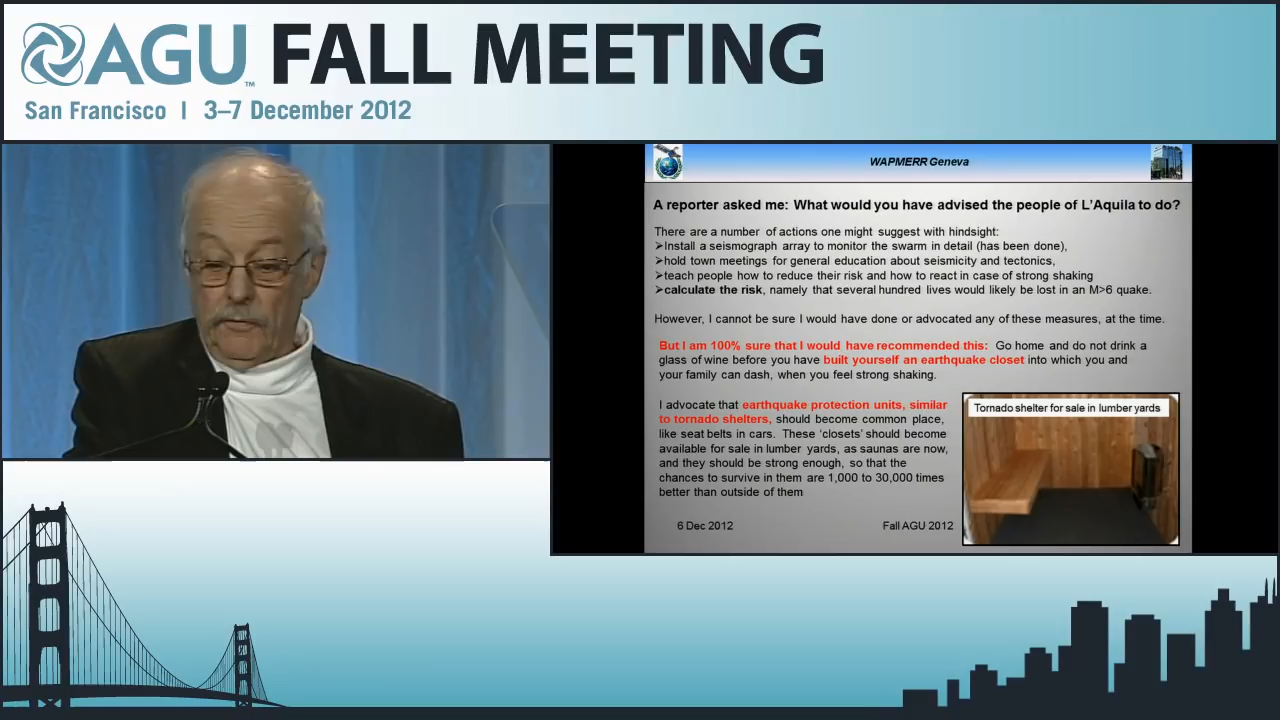 AGU™ FALL MEETING
San Francisco | 3–7 December 2012
WAPMERR Geneva
A reporter asked me: What would you have advised the people of L'Aquila to do?
There are a number of actions one might suggest with hindsight:
➢Install a seismograph array to monitor the swarm in detail (has been done),
➢hold town meetings for general education about seismicity and tectonics,
➢teach people how to reduce their risk and how to react in case of strong shaking
➢calculate the risk, namely that several hundred lives would likely be lost in an M>6 quake.
However, I cannot be sure I would have done or advocated any of these measures, at the time.
But I am 100% sure that I would have recommended this: Go home and do not drink a
glass of wine before you have built yourself an earthquake closet into which you and
your family can dash, when you feel strong shaking.
I advocate that earthquake protection units, similar
to tornado shelters, should become common place,
like seat belts in cars. These 'closets' should become
available for sale in lumber yards, as saunas are now,
and they should be strong enough, so that the
chances to survive in them are 1,000 to 30,000 times
better than outside of them
Tornado shelter for sale in lumber yards
6 Dec 2012
Fall AGU 2012